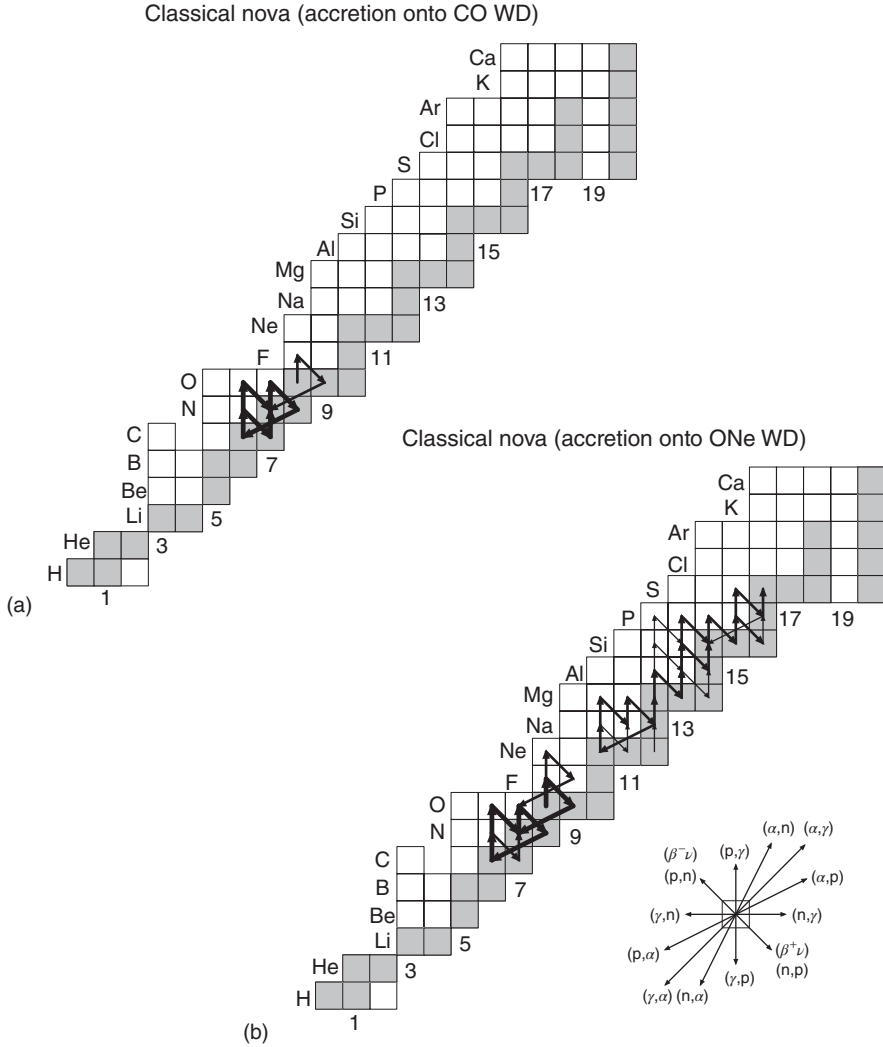 Classical nova (accretion onto CO WD)
Ca
K
Ar
Cl
S
P
17
19
Si
Al
15
Mg
Na
13
Ne
F
11
O
N
9
C
B
7
Be
Li
5
He
3
H
1
(a)
Classical nova (accretion onto ONe WD)
Ca
K
Ar
Cl
S
P
17
19
Si
Al
15
Mg
Na
13
Ne
F
11
O
N
9
C
B
7
Be
Li
5
He
3
H
1
(b)
(α,n)
(α,γ)
(β⁻ν)
(p,γ)
(p,n)
(α,p)
(γ,n)
(n,γ)
(p,α)
(β⁺ν)
(γ,p)
(n,p)
(γ,α)
(n,α)